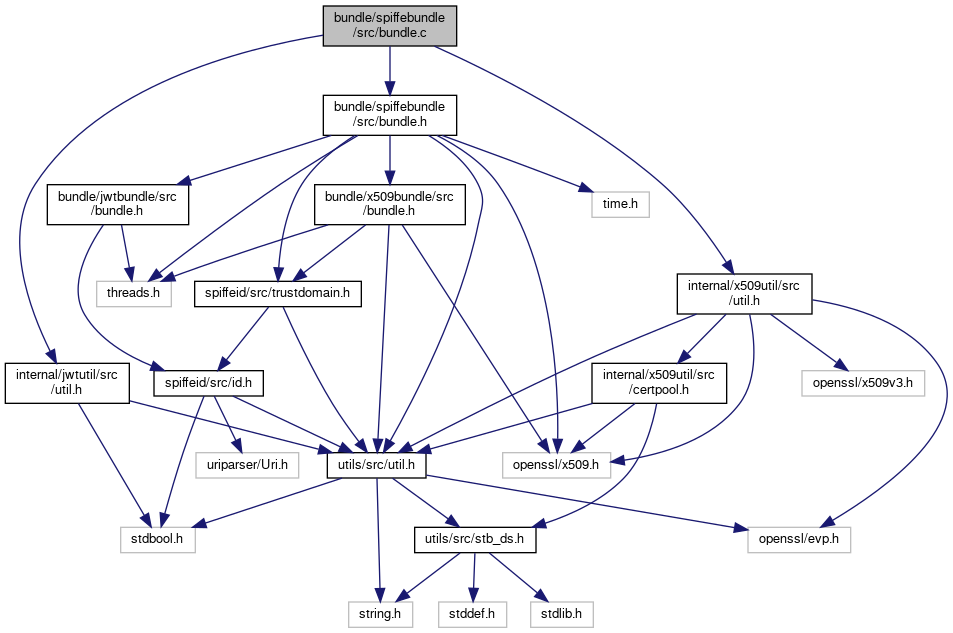 bundle/spiffebundle
/src/bundle.c
bundle/spiffebundle
/src/bundle.h
bundle/jwtbundle/src
/bundle.h
bundle/x509bundle/src
/bundle.h
time.h
threads.h
spiffeid/src/trustdomain.h
internal/x509util/src
/util.h
internal/jwtutil/src
/util.h
spiffeid/src/id.h
internal/x509util/src
/certpool.h
openssl/x509v3.h
uriparser/Uri.h
utils/src/util.h
openssl/x509.h
stdbool.h
utils/src/stb_ds.h
openssl/evp.h
string.h
stddef.h
stdlib.h